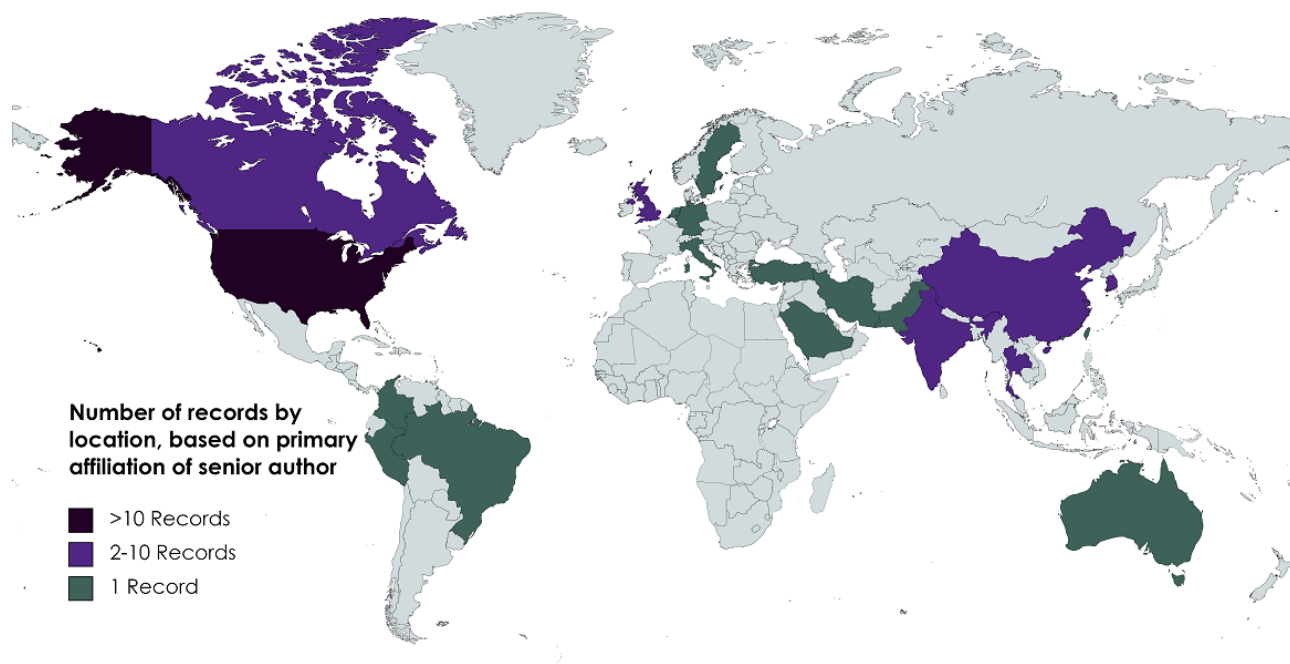 Number of records by
location, based on primary
affiliation of senior author
>10 Records
2-10 Records
1 Record